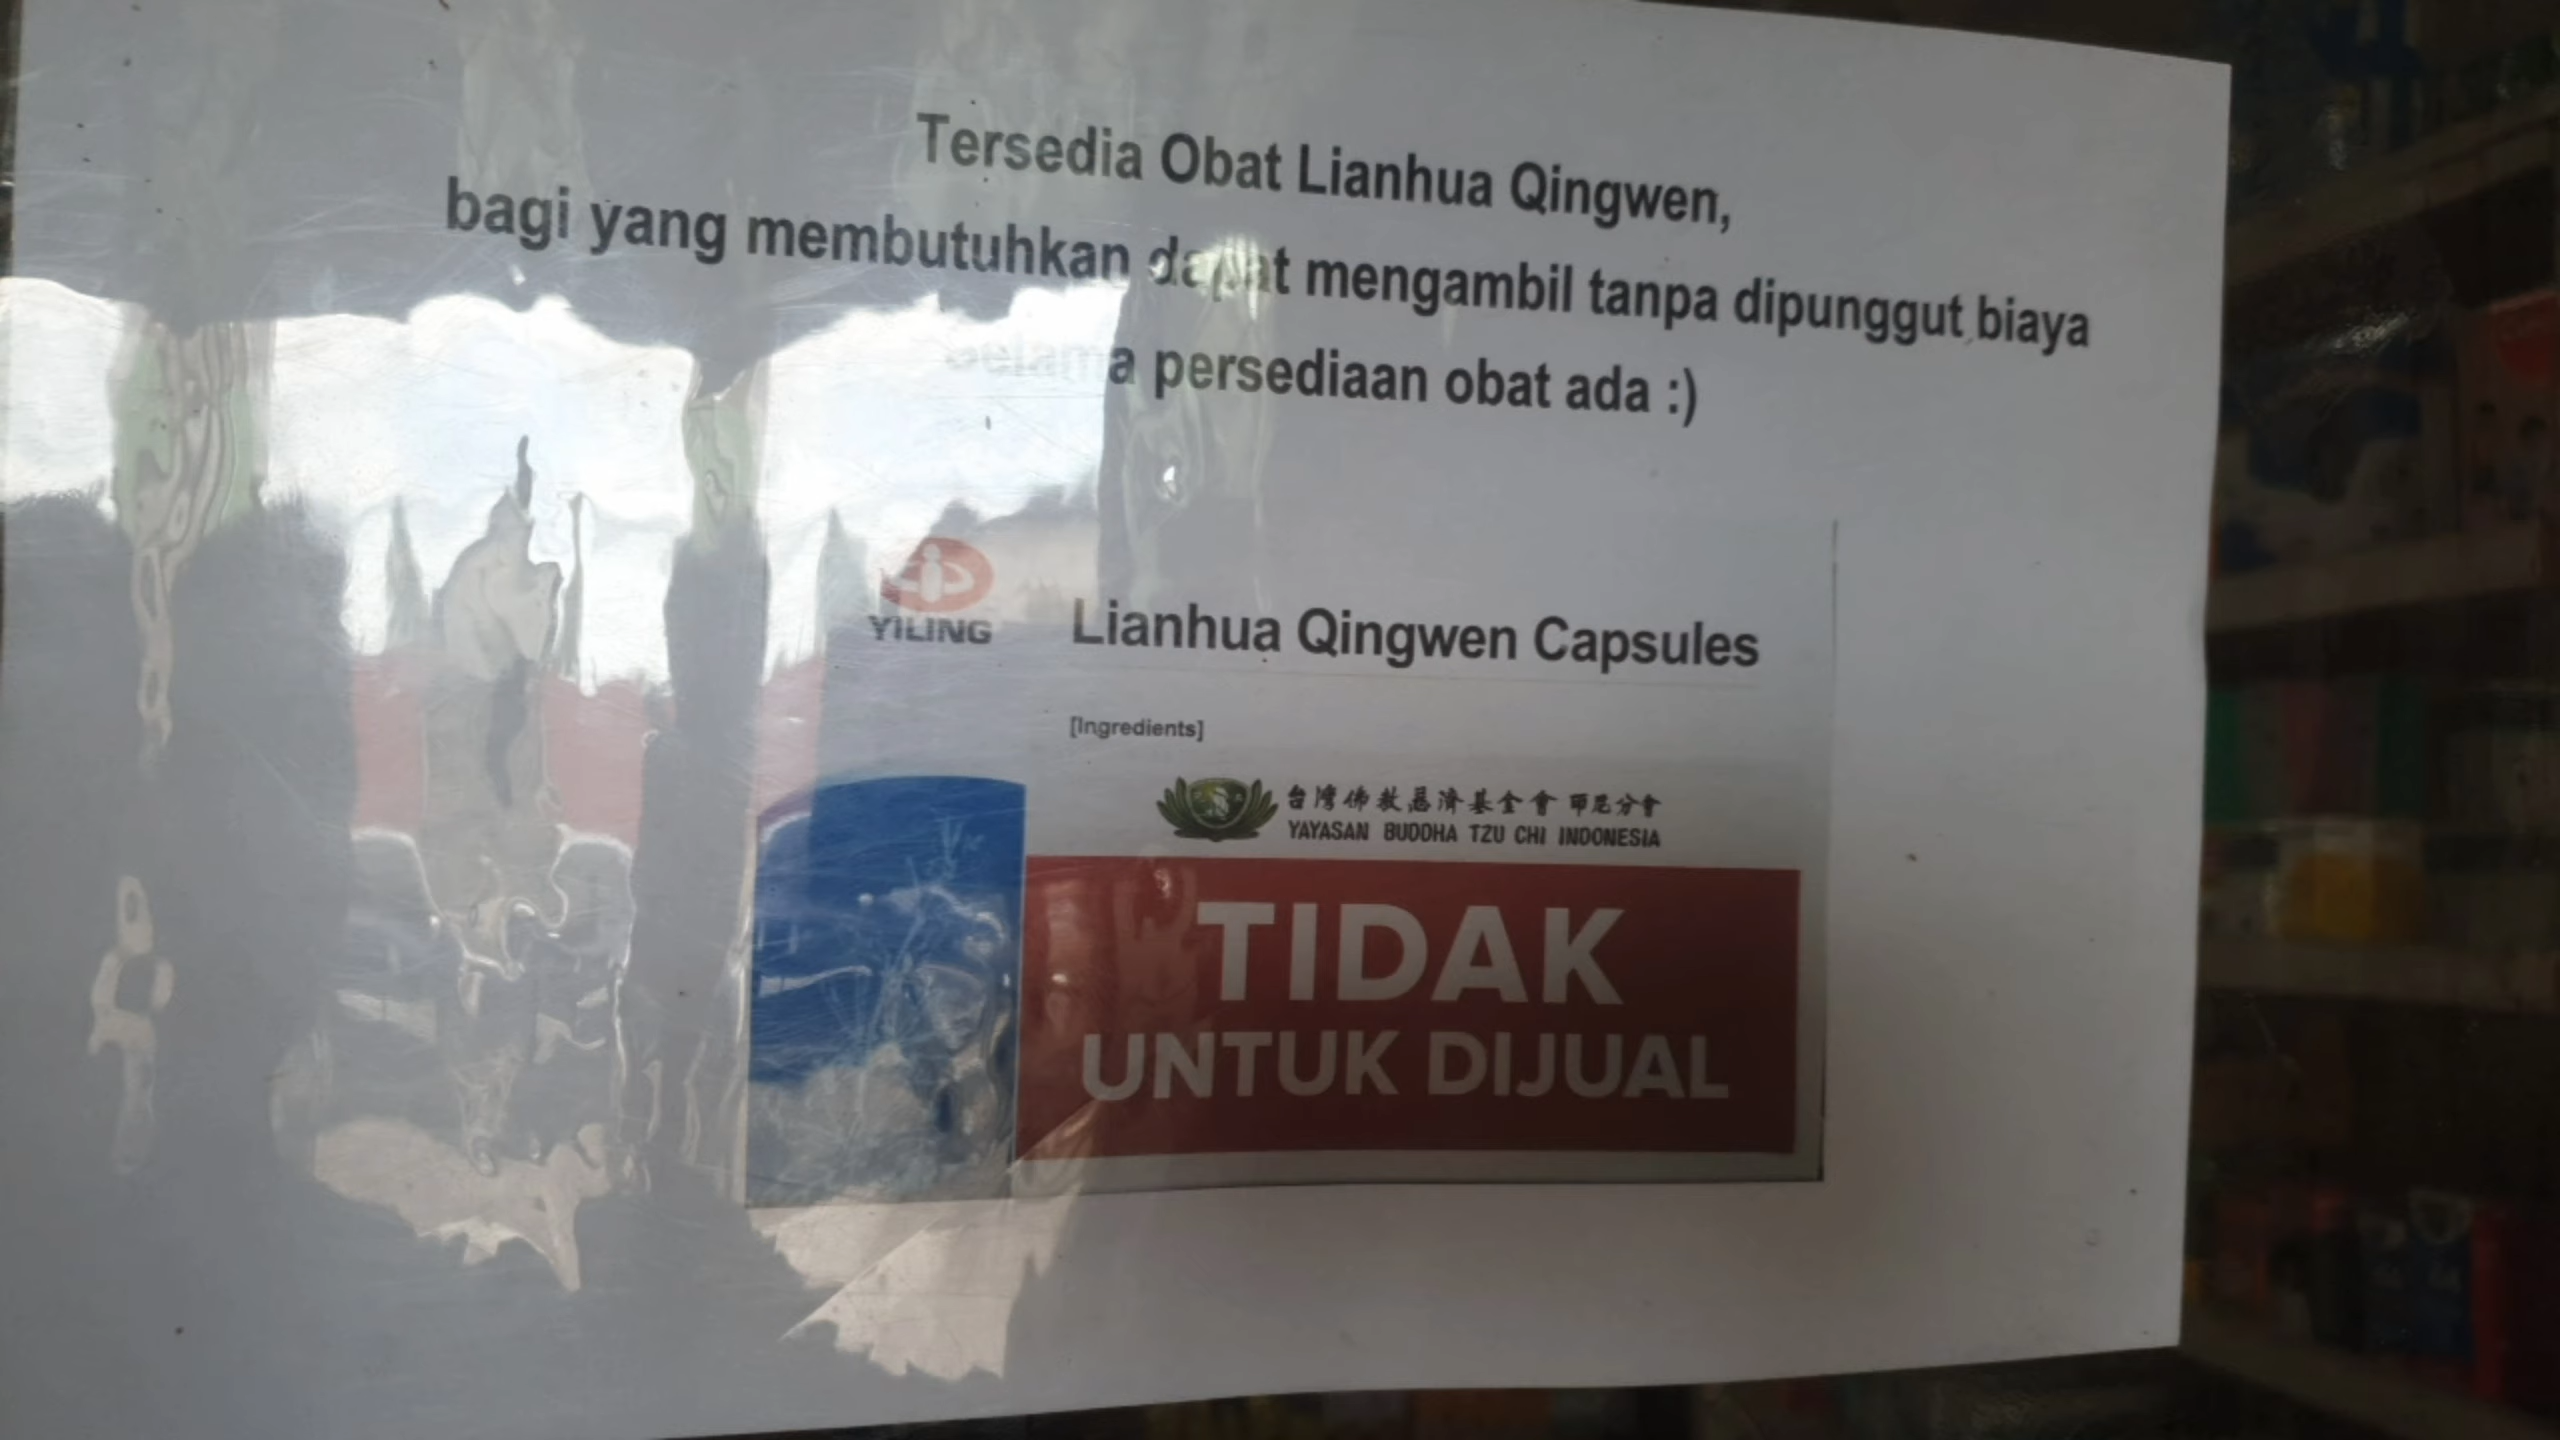 Tersedia Obat Lianhua Qingwen,
bagi yang membutuhkan dapat mengambil tanpa dipunggut biaya
Selama persediaan obat ada :)
YILING
Lianhua Qingwen Capsules
[Ingredients]
台灣佛教慈濟基金會 印尼分會
YAYASAN BUDDHA TZU CHI INDONESIA
TIDAK
UNTUK DIJUAL